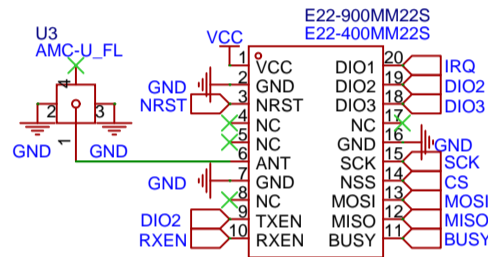 E22-900MM22S
E22-400MM22S
U3
AMC-U_FL
VCC
1 VCC DIO1 20 IRQ
GND 2 GND DIO2 19 DIO2
NRST 3 NRST DIO3 18 DIO3
4 NC NC 17
5 NC GND 16 GND
6 ANT SCK 15 SCK
GND 7 GND NSS 14 CS
8 NC MOSI 13 MOSI
DIO2 9 TXEN MISO 12 MISO
RXEN 10 RXEN BUSY 11 BUSY
4
2 3
1
GND GND